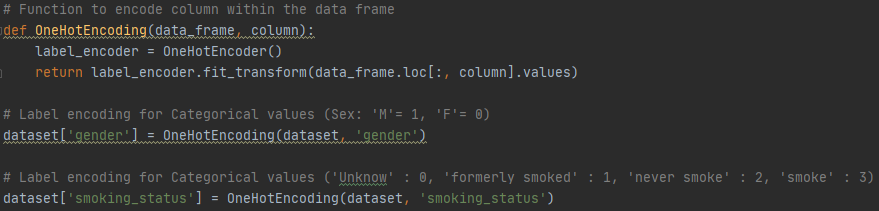 # Function to encode column within the data frame
def OneHotEncoding(data_frame, column):
    label_encoder = OneHotEncoder()
    return label_encoder.fit_transform(data_frame.loc[:, column].values)
# Label encoding for Categorical values (Sex: 'M'= 1, 'F'= 0)
dataset['gender'] = OneHotEncoding(dataset, 'gender')
# Label encoding for Categorical values ('Unknow' : 0, 'formerly smoked' : 1, 'never smoke' : 2, 'smoke' : 3)
dataset['smoking_status'] = OneHotEncoding(dataset, 'smoking_status')